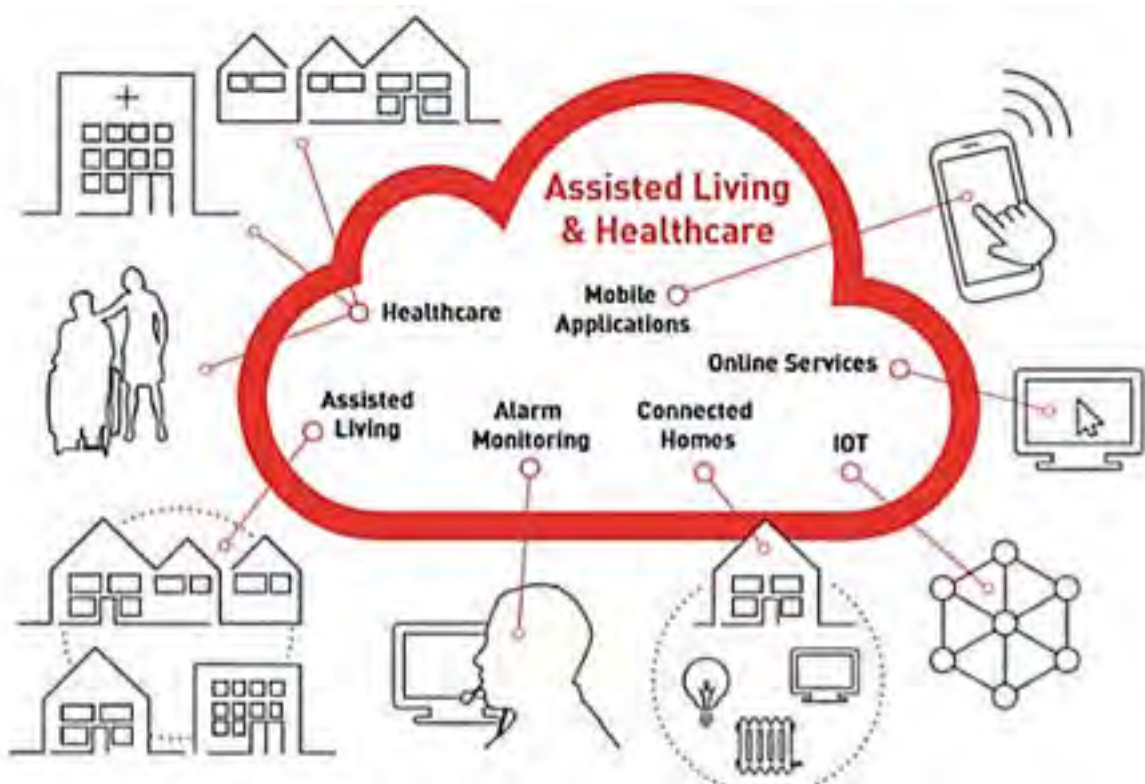 Assisted Living
& Healthcare
Mobile
Applications
Healthcare
Online Services
Assisted
Living
Alarm
Monitoring
Connected
Homes
IOT